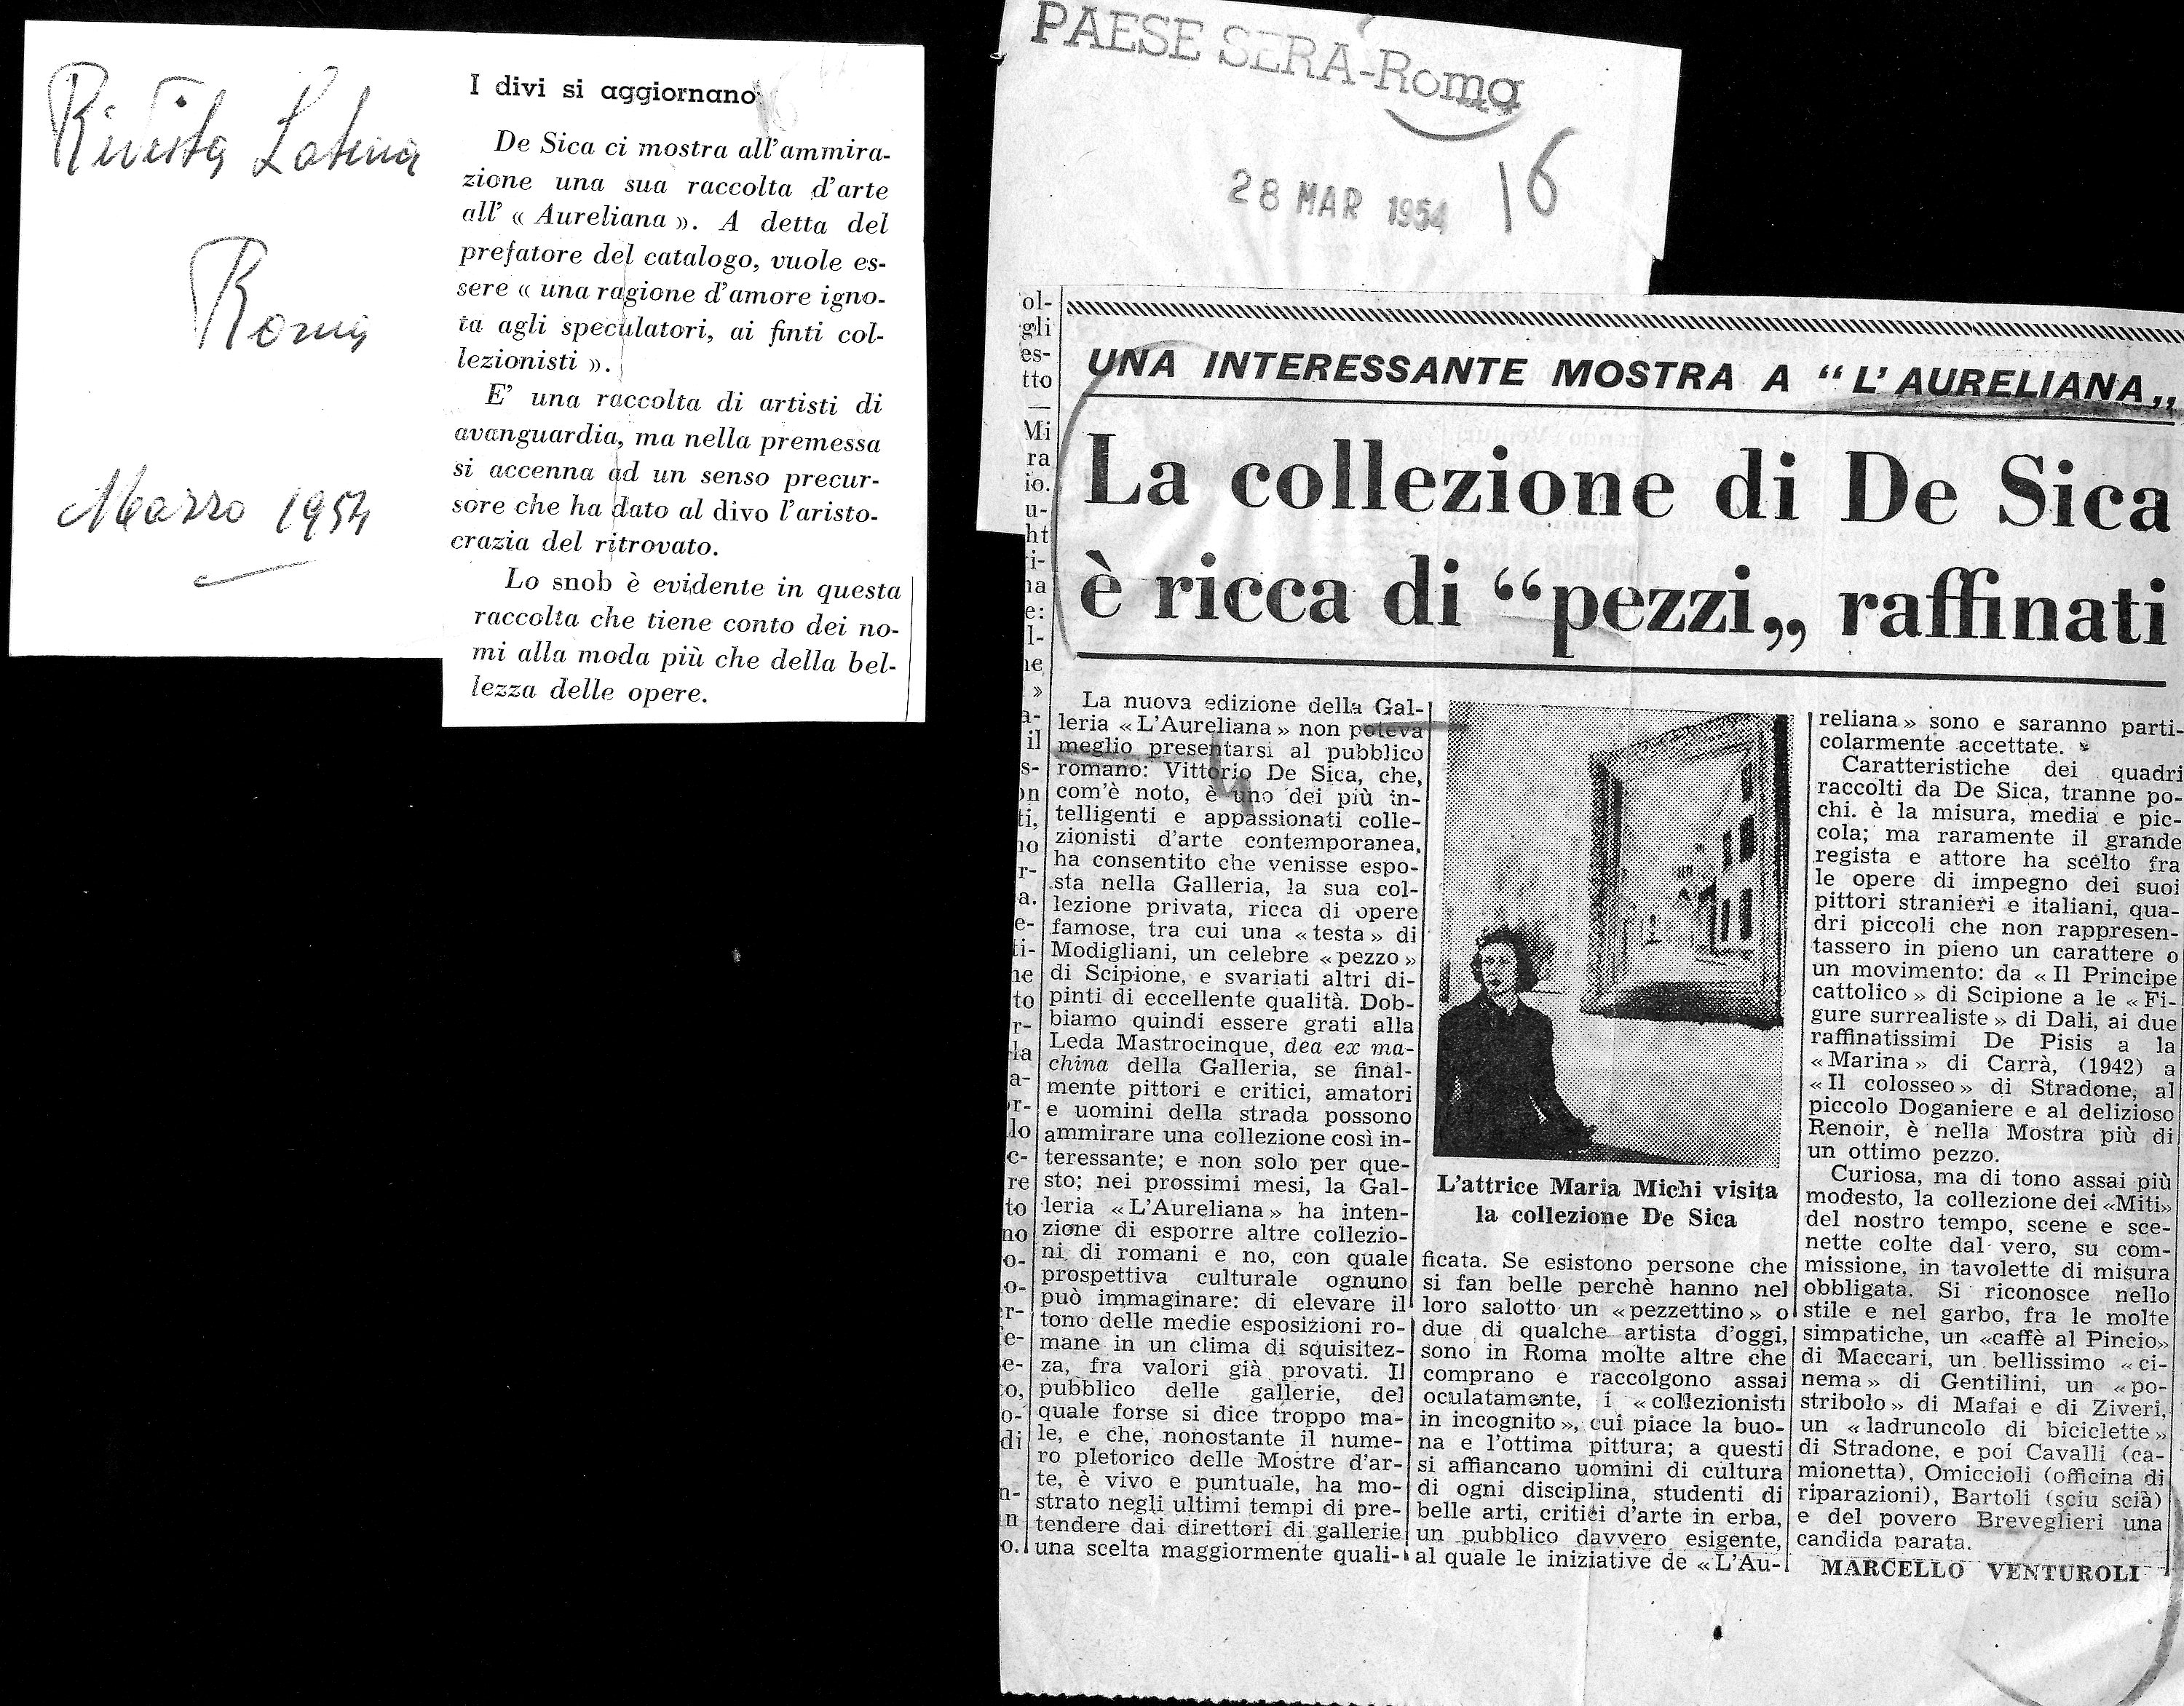 Rivista Latina
Roma
Marzo 1954
I divi si aggiornano
De Sica ci mostra all'ammira-
zione una sua raccolta d'arte
all' « Aureliana ». A detta del
prefatore del catalogo, vuole es-
sere « una ragione d'amore igno-
ta agli speculatori, ai finti col-
lezionisti ».
E' una raccolta di artisti di
avanguardia, ma nella premessa
si accenna ad un senso precur-
sore che ha dato al divo l'aristo-
crazia del ritrovato.
Lo snob è evidente in questa
raccolta che tiene conto dei no-
mi alla moda più che della bel-
lezza delle opere.
PAESE SERA-Roma
28 MAR 1954
16
UNA INTERESSANTE MOSTRA A “L'AURELIANA„
La collezione di De Sica
è ricca di “pezzi„ raffinati
La nuova edizione della Gal-
leria « L'Aureliana » non poteva
meglio presentarsi al pubblico
romano: Vittorio De Sica, che,
com'è noto, è uno dei più in-
telligenti e appassionati colle-
zionisti d'arte contemporanea,
ha consentito che venisse espo-
sta nella Galleria, la sua col-
lezione privata, ricca di opere
famose, tra cui una « testa » di
Modigliani, un celebre « pezzo »
di Scipione, e svariati altri di-
pinti di eccellente qualità. Dob-
biamo quindi essere grati alla
Leda Mastrocinque, dea ex ma-
china della Galleria, se final-
mente pittori e critici, amatori
e uomini della strada possono
ammirare una collezione così in-
teressante; e non solo per que-
sto; nei prossimi mesi, la Gal-
leria « L'Aureliana » ha inten-
zione di esporre altre collezio-
ni di romani e no, con quale
prospettiva culturale ognuno
può immaginare: di elevare il
tono delle medie esposizioni ro-
mane in un clima di squisitez-
za, fra valori già provati. Il
pubblico delle gallerie, del
quale forse si dice troppo ma-
le, e che, nonostante il nume-
ro pletorico delle Mostre d'ar-
te, è vivo e puntuale, ha mo-
strato negli ultimi tempi di pre-
tendere dai direttori di gallerie
una scelta maggiormente quali-
L'attrice Maria Michi visita
la collezione De Sica
ficata. Se esistono persone che
si fan belle perchè hanno nel
loro salotto un « pezzettino » o
due di qualche artista d'oggi,
sono in Roma molte altre che
comprano e raccolgono assai
oculatamente, i « collezionisti
in incognito », cui piace la buo-
na e l'ottima pittura; a questi
si affiancano uomini di cultura
di ogni disciplina, studenti di
belle arti, critici d'arte in erba,
un pubblico davvero esigente,
al quale le iniziative de « L'Au-
reliana » sono e saranno parti-
colarmente accettate.
Caratteristiche dei quadri
raccolti da De Sica, tranne po-
chi. è la misura, media e pic-
cola; ma raramente il grande
regista e attore ha scelto fra
le opere di impegno dei suoi
pittori stranieri e italiani, qua-
dri piccoli che non rappresen-
tassero in pieno un carattere o
un movimento: da « Il Principe
cattolico » di Scipione a le « Fi-
gure surrealiste » di Dali, ai due
raffinatissimi De Pisis a la
« Marina » di Carrà, (1942) a
« Il colosseo » di Stradone, al
piccolo Doganiere e al delizioso
Renoir, è nella Mostra più di
un ottimo pezzo.
Curiosa, ma di tono assai più
modesto, la collezione dei «Miti»
del nostro tempo, scene e sce-
nette colte dal vero, su com-
missione, in tavolette di misura
obbligata. Si riconosce nello
stile e nel garbo, fra le molte
simpatiche, un «caffè al Pincio»
di Maccari, un bellissimo « ci-
nema » di Gentilini, un « po-
stribolo » di Mafai e di Ziveri,
un « ladruncolo di biciclette »
di Stradone, e poi Cavalli (ca-
mionetta), Omiccioli (officina di
riparazioni), Bartoli (sciu scià)
e del povero Breveglieri una
candida parata.
MARCELLO VENTUROLI